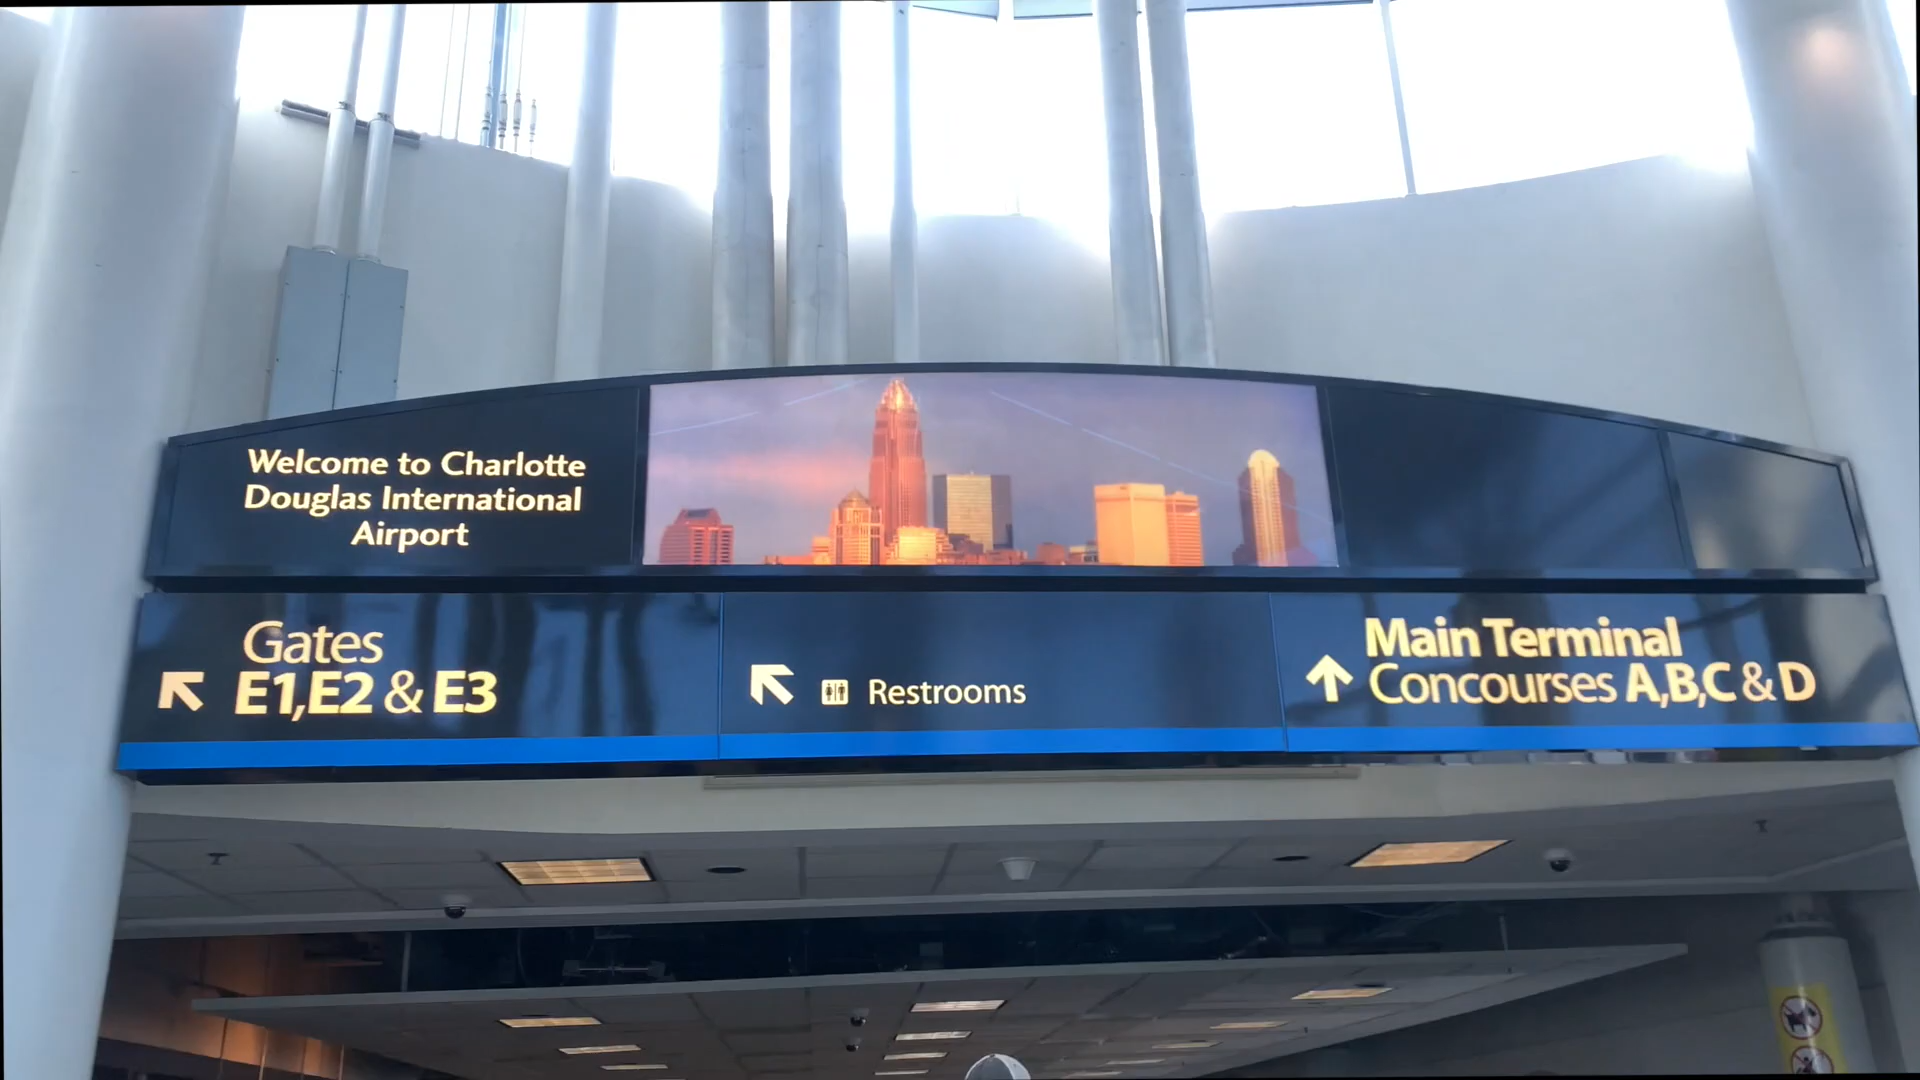 Welcome to Charlotte
Douglas International
Airport
Gates
E1,E2 & E3
Restrooms
Main Terminal
Concourses A,B,C & D